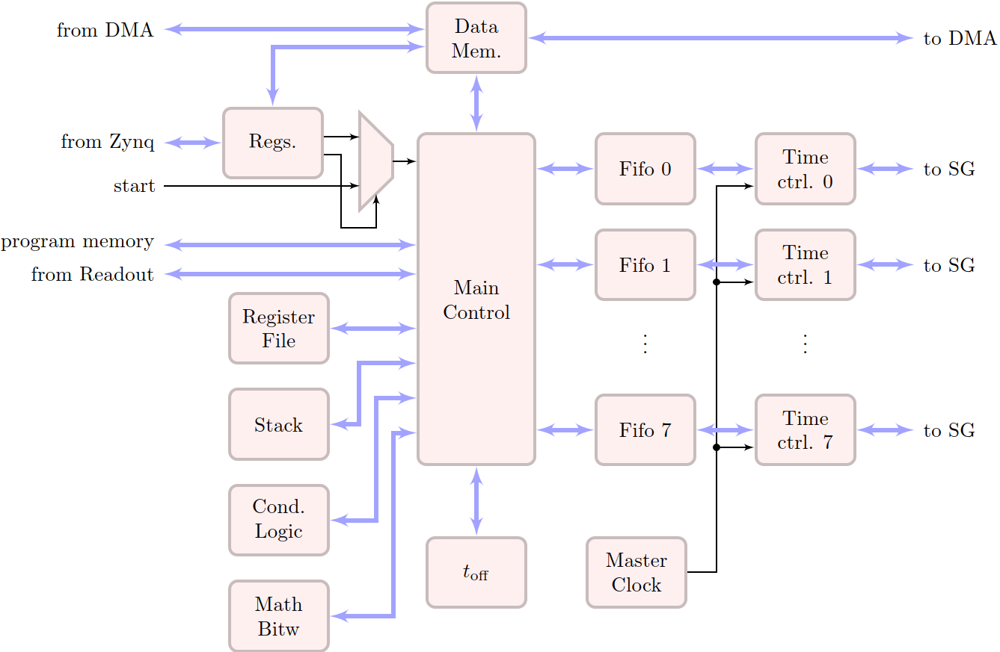 from DMA
Data
Mem.
to DMA
from Zynq
Regs.
start
program memory
from Readout
Main
Control
Fifo 0
Time
ctrl. 0
to SG
Fifo 1
Time
ctrl. 1
to SG
Register
File
⋮
⋮
Stack
Fifo 7
Time
ctrl. 7
to SG
Cond.
Logic
t_off
Master
Clock
Math
Bitw